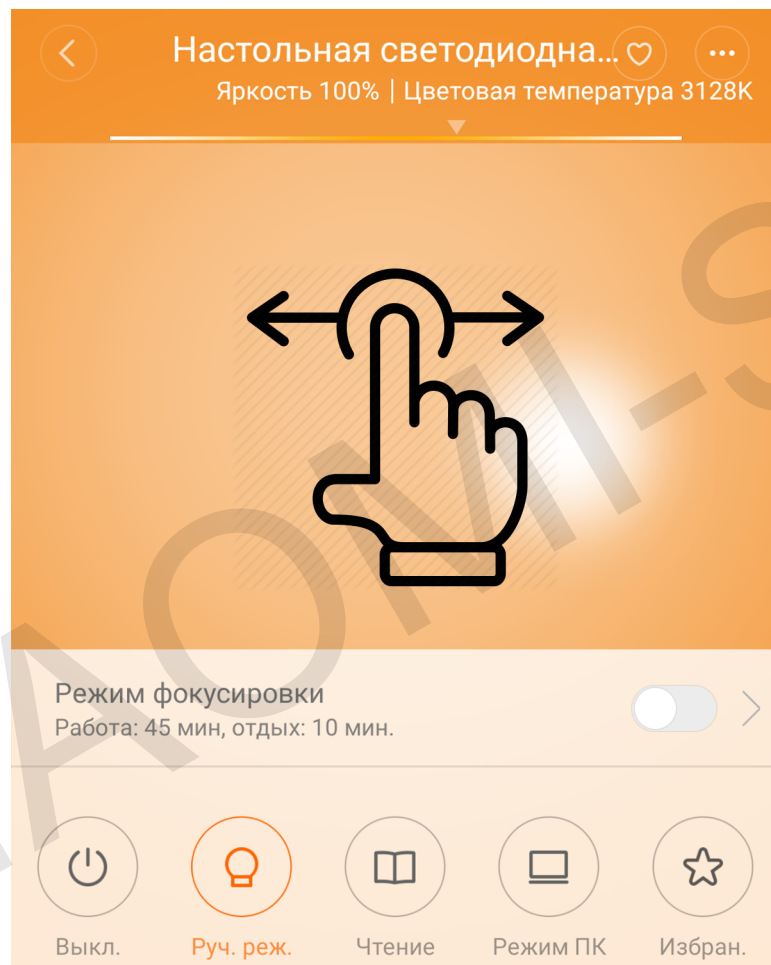 Настольная светодиодна...
Яркость 100% | Цветовая температура 3128K
AOMI-S
Режим фокусировки
Работа: 45 мин, отдых: 10 мин.
Выкл.
Руч. реж.
Чтение
Режим ПК
Избран.